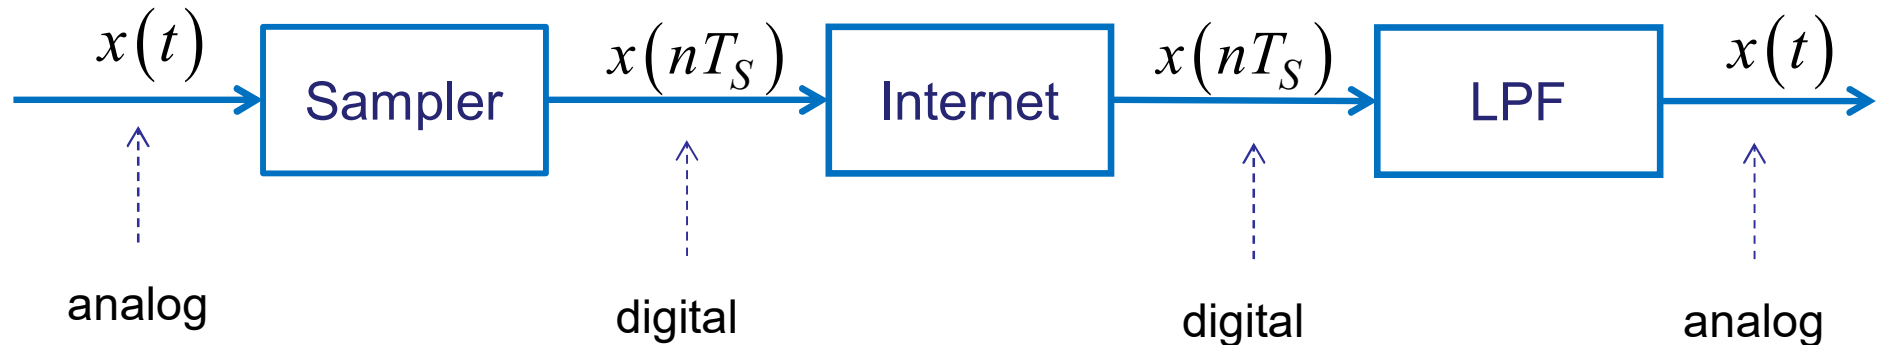 x(t) x(nT_S) x(nT_S) x(t)
Sampler Internet LPF
analog digital digital analog